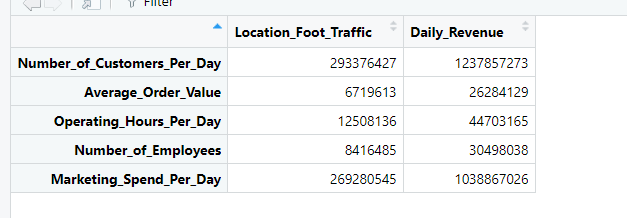 Filter
Location_Foot_Traffic Daily_Revenue
Number_of_Customers_Per_Day 293376427 1237857273
Average_Order_Value 6719613 26284129
Operating_Hours_Per_Day 12508136 44703165
Number_of_Employees 8416485 30498038
Marketing_Spend_Per_Day 269280545 1038867026